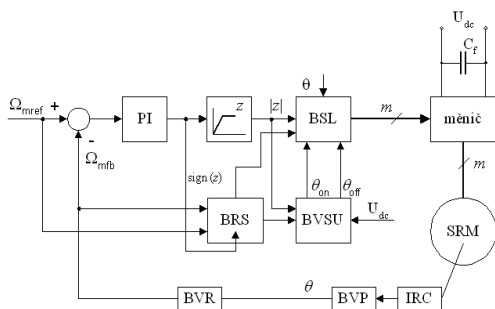 U_dc
C_f
θ
Ω_mref + PI z |z| BSL m měnič
-
Ω_mfb
sign(z)
m
θ_on θ_off
BRS BVSU U_dc
SRM
θ
BVR BVP IRC